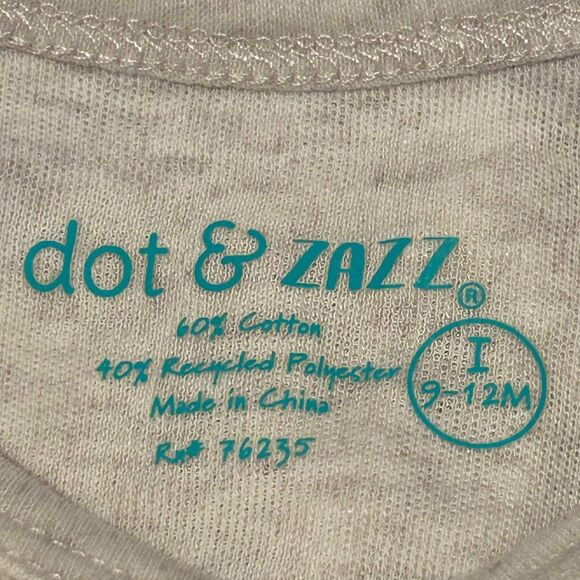 dot & ZAZZ®
60% Cotton
40% Recycled Polyester
Made in China
Rn# 76235
I
9-12M